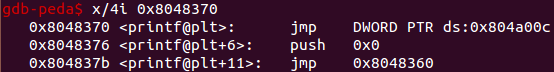 gdb-peda$ x/4i 0x8048370
0x8048370 <printf@plt>: jmp DWORD PTR ds:0x804a00c
0x8048376 <printf@plt+6>: push 0x0
0x804837b <printf@plt+11>: jmp 0x8048360